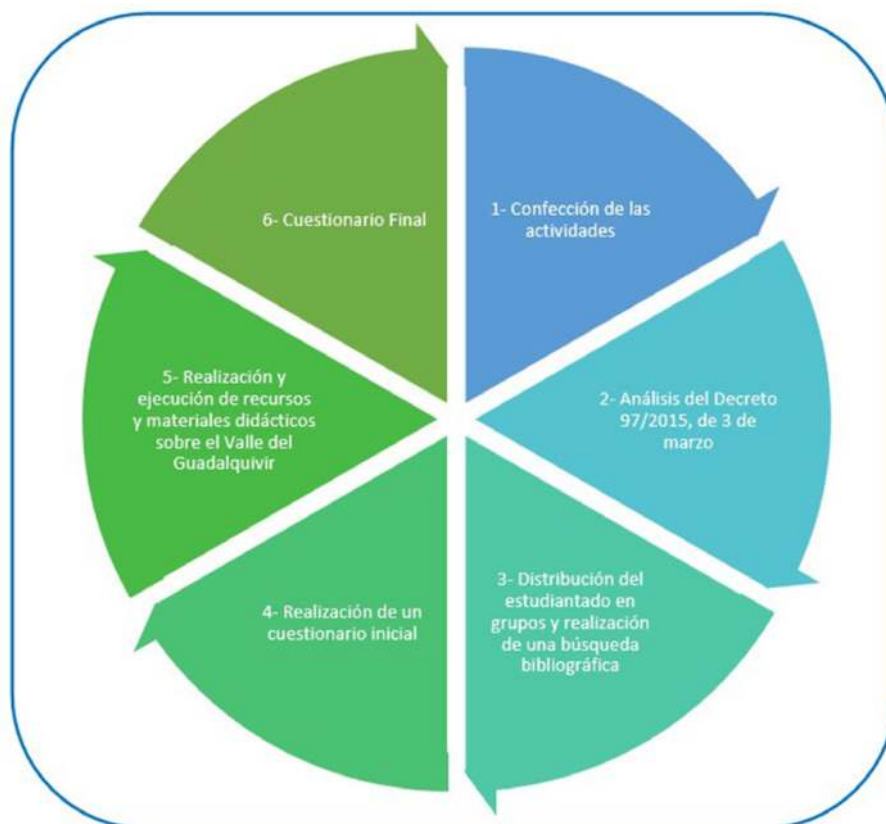 1- Confección de las
actividades
2- Análisis del Decreto
97/2015, de 3 de
marzo
3- Distribución del
estudiantado en
grupos y realización
de una búsqueda
bibliográfica
4- Realización de un
cuestionario inicial
5- Realización y
ejecución de recursos
y materiales didácticos
sobre el Valle del
Guadalquivir
6- Cuestionario Final